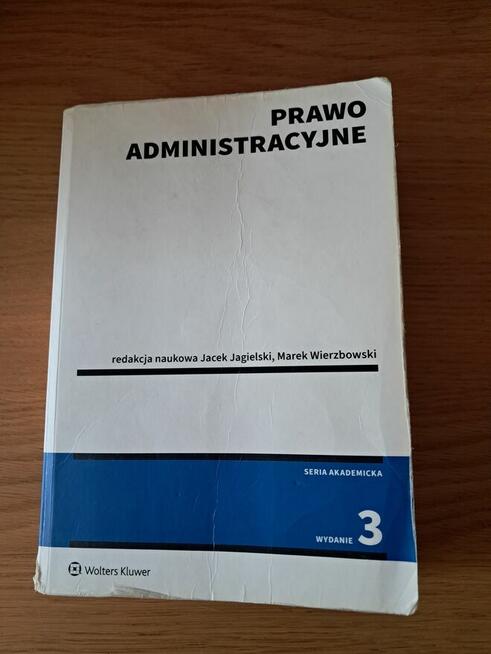 PRAWO
ADMINISTRACYJNE
redakcja naukowa Jacek Jagielski, Marek Wierzbowski
SERIA AKADEMICKA
WYDANIE 3
Wolters Kluwer